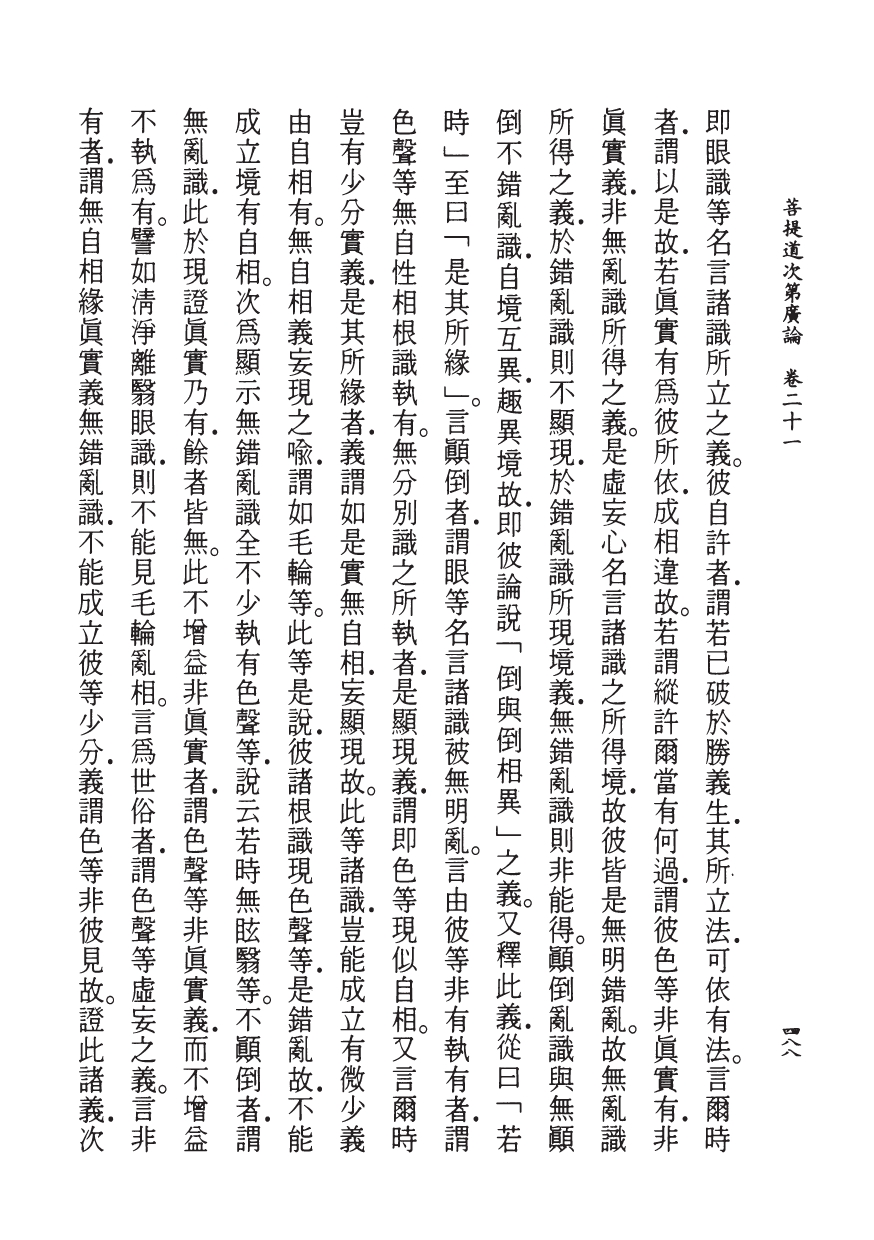 菩提道次第廣論　卷二十一
四八八
即眼識等名言諸識所立之義。彼自許者．謂若已破於勝義生．其所立法．可依有法。言爾時
者．謂以是故．若眞實有爲彼所依．成相違故。若謂縱許爾當有何過．謂彼色等非眞實有．非
眞實義．非無亂識所得之義。是虛妄心名言諸識之所得境．故彼皆是無明錯亂。故無亂識
所得之義．於錯亂識則不顯現．於錯亂識所現境義．無錯亂識則非能得。顚倒亂識與無顚
倒不錯亂識．自境互異．趣異境故．即彼論說「倒與倒相異」之義。又釋此義．從曰「若
時」至曰「是其所緣」。言顚倒者．謂眼等名言諸識被無明亂。言由彼等非有執有者．謂
色聲等無自性相根識執有。無分別識之所執者．是顯現義．謂即色等現似自相。又言爾時
豈有少分實義．是其所緣者．義謂如是實無自相．妄顯現故。此等諸識．豈能成立有微少義
由自相有。無自相義妄現之喩．謂如毛輪等。此等是說．彼諸根識現色聲等．是錯亂故．不能
成立境有自相。次爲顯示無錯亂識全不少執有色聲等．說云若時無眩翳等。不顚倒者．謂
無亂識．此於現證眞實乃有．餘者皆無。此不增益非眞實者．謂色聲等非眞實義．而不增益
不執爲有。譬如淸淨離翳眼識．則不能見毛輪亂相。言爲世俗者．謂色聲等虛妄之義。言非
有者．謂無自相緣眞實義無錯亂識．不能成立彼等少分．義謂色等非彼見故。證此諸義．次